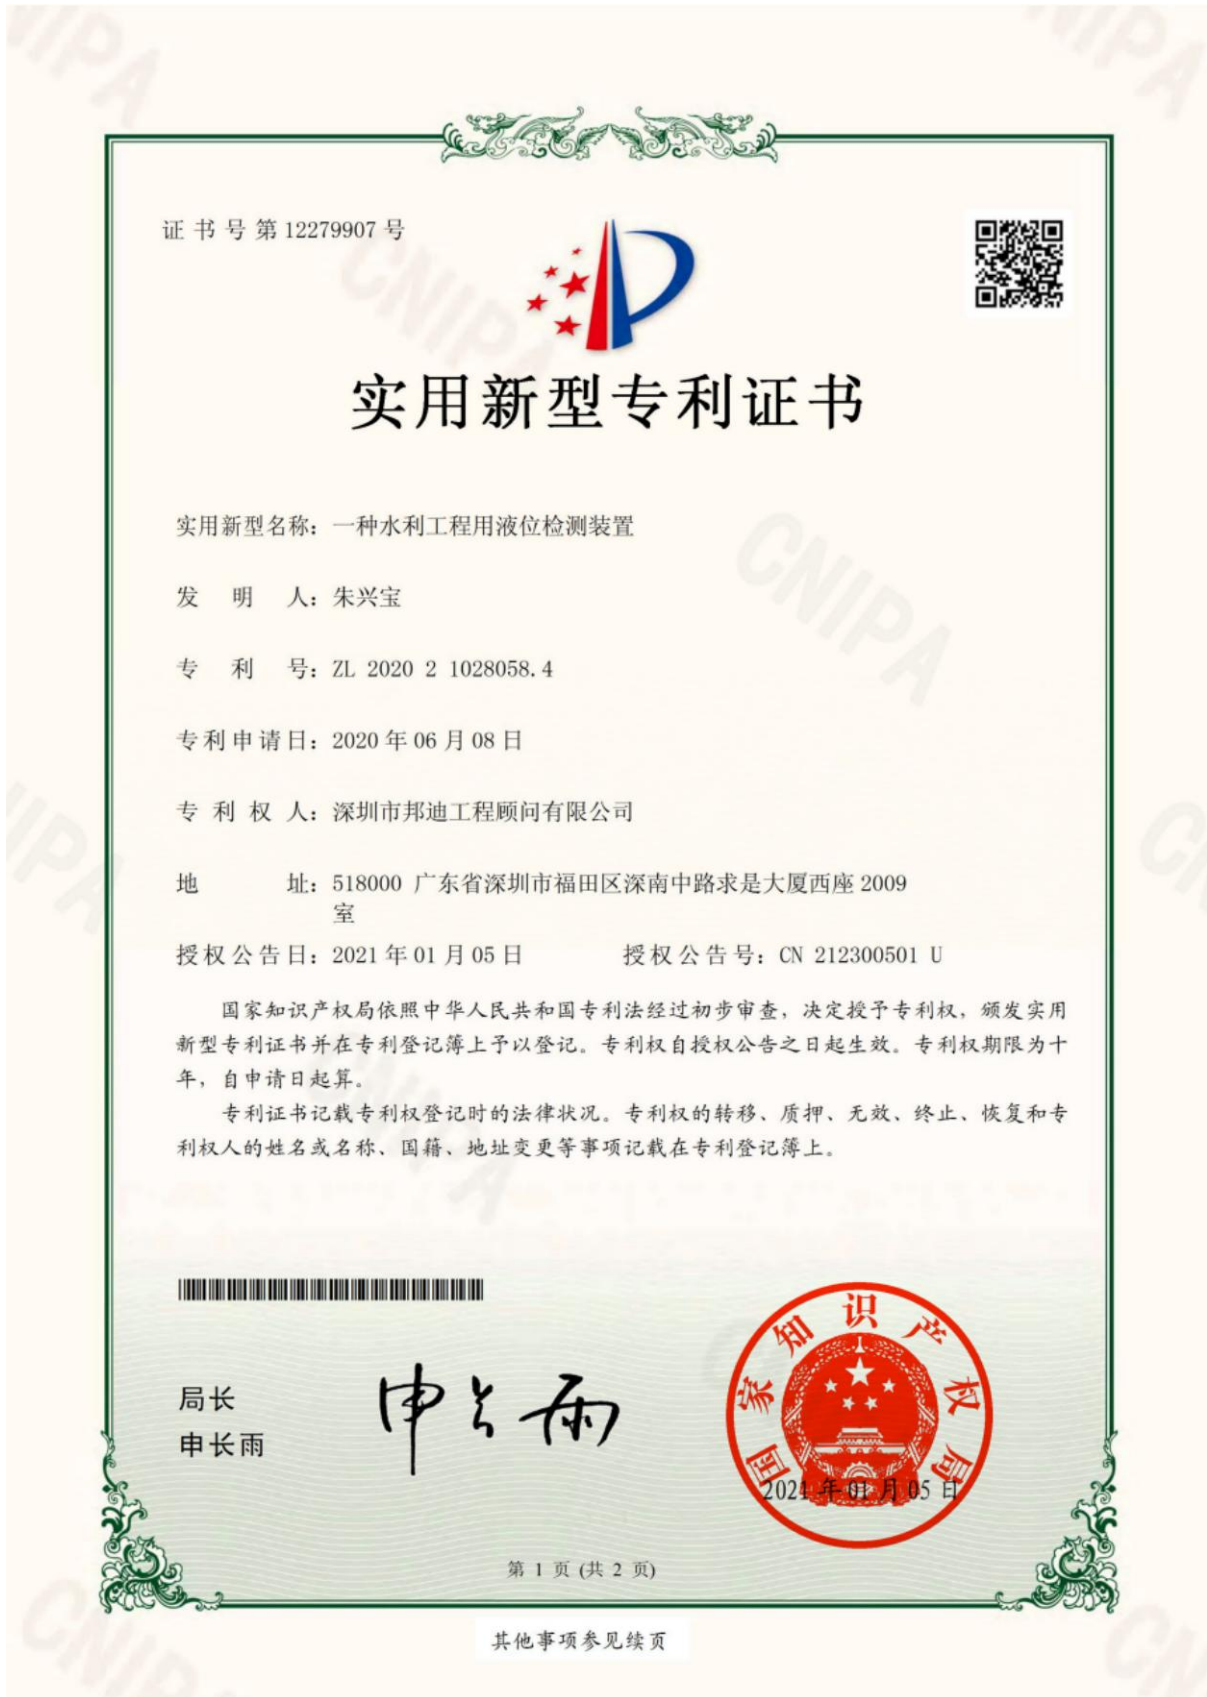 证书号第12279907号
实用新型专利证书
实用新型名称：一种水利工程用液位检测装置
发明人：朱兴宝
专利号：ZL 2020 2 1028058.4
专利申请日：2020年06月08日
专利权人：深圳市邦迪工程顾问有限公司
地址：518000 广东省深圳市福田区深南中路求是大厦西座2009
室
授权公告日：2021年01月05日 授权公告号：CN 212300501 U
国家知识产权局依照中华人民共和国专利法经过初步审查，决定授予专利权，颁发实用
新型专利证书并在专利登记簿上予以登记。专利权自授权公告之日起生效。专利权期限为十
年，自申请日起算。
专利证书记载专利权登记时的法律状况。专利权的转移、质押、无效、终止、恢复和专
利权人的姓名或名称、国籍、地址变更等事项记载在专利登记簿上。
局长
申长雨
申长雨
国家知识产权局
2021年01月05日
第 1 页 (共 2 页)
其他事项参见续页
CNIPA
CNIPA
CNIPA
CNIPA